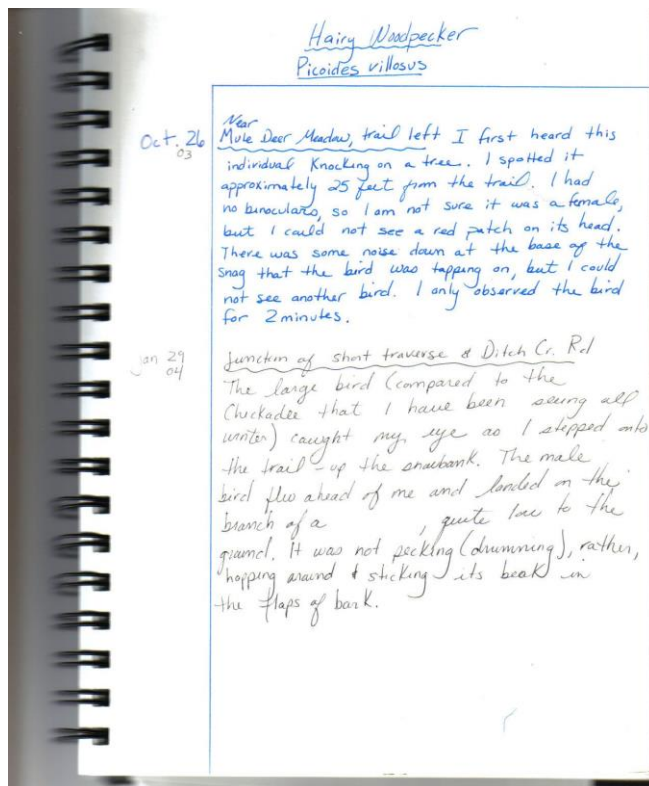 Hairy Woodpecker
Picoides villosus
Near
Oct. 26 Mule Deer Meadow, trail left I first heard this
03
individual knocking on a tree. I spotted it
approximately 25 feet from the trail. I had
no binoculars, so I am not sure it was a female,
but I could not see a red patch on its head.
There was some noise down at the base of the
snag that the bird was tapping on, but I could
not see another bird. I only observed the bird
for 2 minutes.
Jan 29 junction of short traverse & Ditch Cr. Rd
04
The large bird (compared to the
Chickadee that I have been seeing all
winter) caught my eye as I stepped onto
the trail - up the snowbank. The male
bird flew ahead of me and landed on the
branch of a , quite low to the
ground. It was not pecking (drumming), rather,
hopping around & sticking its beak in
the flaps of bark.